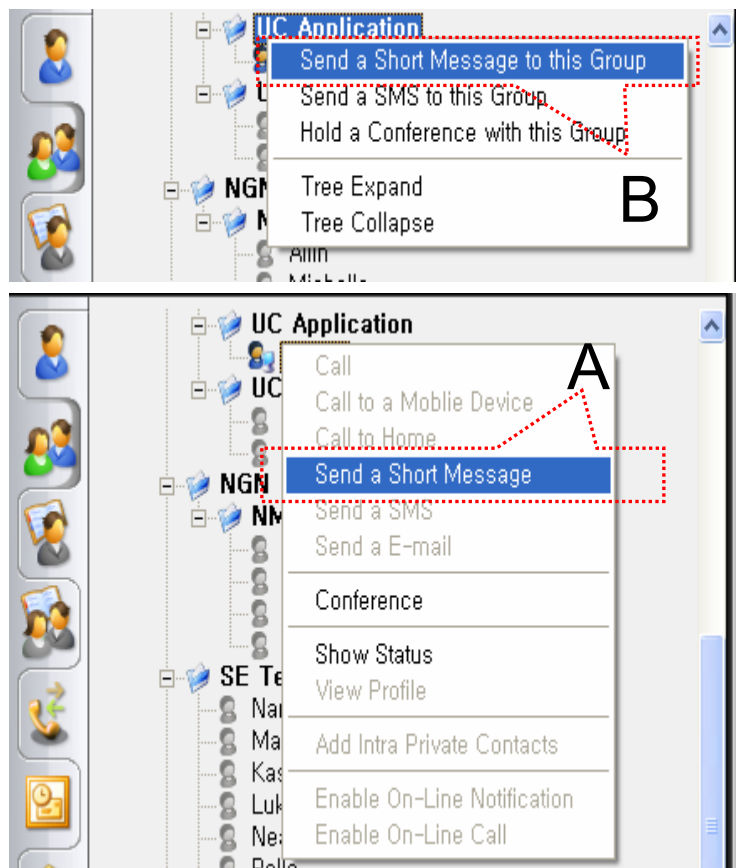 UC Application
Send a Short Message to this Group
Send a SMS to this Group
Hold a Conference with this Group
B
Tree Expand
Tree Collapse
UC Application
A
Call
Call to a Moblie Device
UC
Call to Home
Send a Short Message
NGN
Send a SMS
Send a E-mail
Conference
Show Status
SE
View Profile
Add Intra Private Contacts
Enable On-Line Notification
Enable On-Line Call